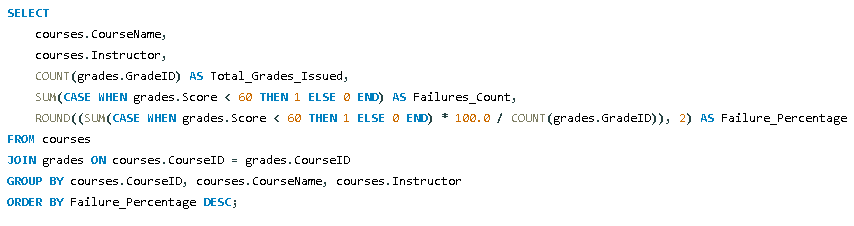 SELECT
    courses.CourseName,
    courses.Instructor,
    COUNT(grades.GradeID) AS Total_Grades_Issued,
    SUM(CASE WHEN grades.Score < 60 THEN 1 ELSE 0 END) AS Failures_Count,
    ROUND((SUM(CASE WHEN grades.Score < 60 THEN 1 ELSE 0 END) * 100.0 / COUNT(grades.GradeID)), 2) AS Failure_Percentage
FROM courses
JOIN grades ON courses.CourseID = grades.CourseID
GROUP BY courses.CourseID, courses.CourseName, courses.Instructor
ORDER BY Failure_Percentage DESC;